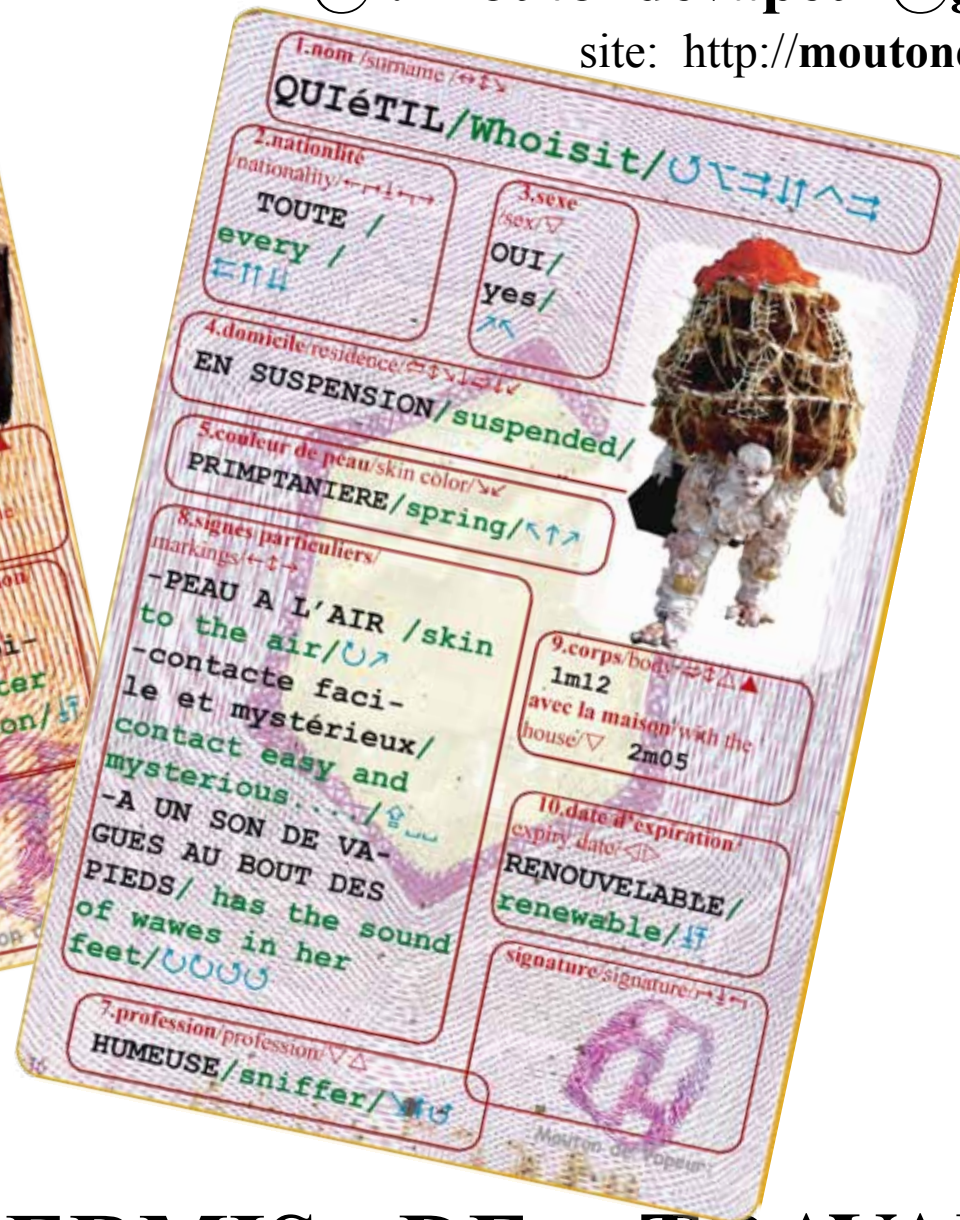 site: http://moutond
1.nom/surname/↔↕↘
QUIéTIL/Whoisit/
2.nationlité
/nationality/
TOUTE /
every /
3.sexe
/sex/▽
OUI/
yes/
↗↖
4.domicile/residence/
EN SUSPENSION/suspended/
5.couleur de peau/skin color/↘↙
PRIMPTANIERE/spring/↖↑↗
8.signes particuliers/
markings/←↕→
-PEAU A L'AIR /skin
to the air/↻↗
-contacte faci-
le et mystérieux/
contact easy and
mysterious..../
-A UN SON DE VA-
GUES AU BOUT DES
PIEDS/ has the sound
of wawes in her
feet/
9.corps/body
1m12
avec la maison/with the
house/▽ 2m05
10.date d'expiration/
expiry date/
RENOUVELABLE/
renewable/
signature/signature/
7.profession/profession/▽△
HUMEUSE/sniffer/
16
Mouton de Vapeur
DE